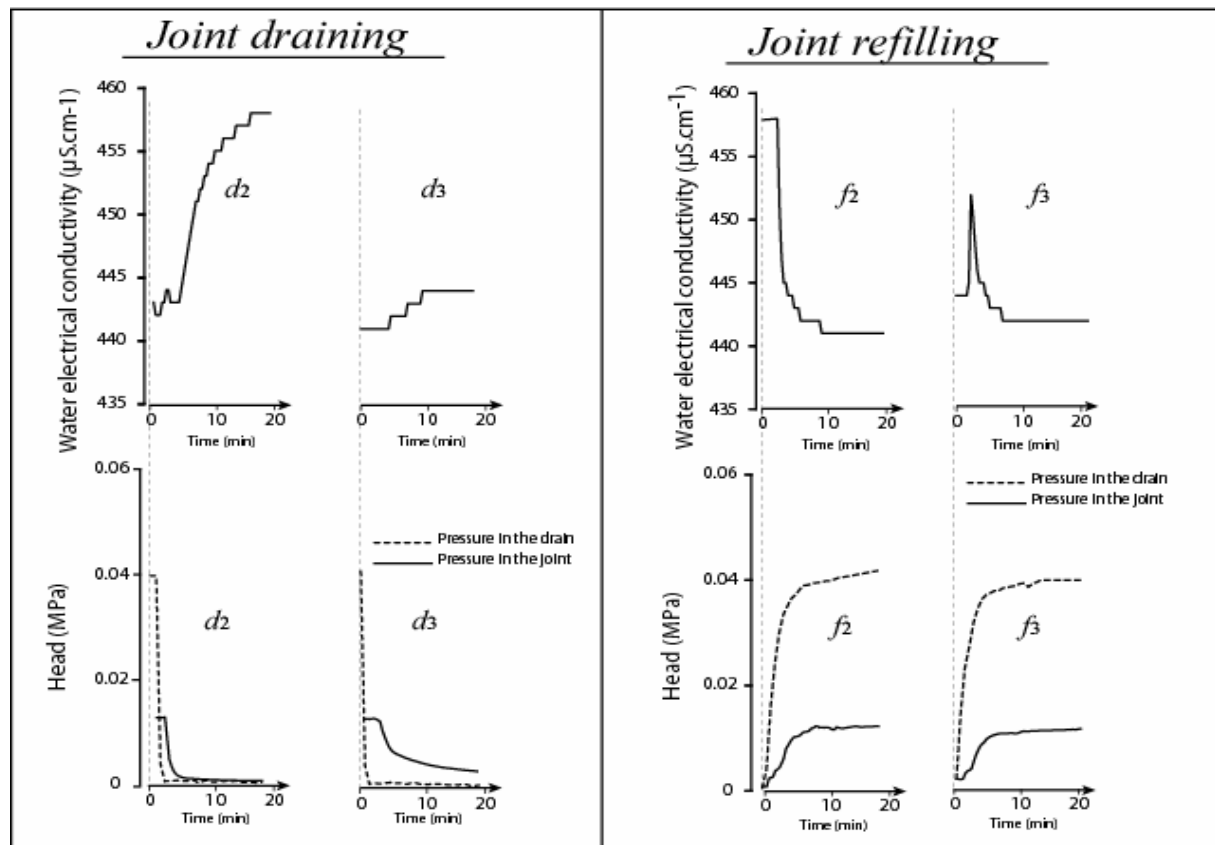 Joint draining
Water electrical conductivity (µS.cm-1)
460
455
450
445
440
435
d2
d3
0
10
20
Time (min)
0
10
20
Time (min)
Head (MPa)
0.06
0.04
0.02
0
Pressure in the drain
Pressure in the joint
d2
d3
0
10
20
Time (min)
0
10
20
Time (min)
Joint refilling
Water electrical conductivity (µS.cm⁻¹)
460
455
450
445
440
435
f2
f3
0
10
20
Time (min)
0
10
20
Time (min)
Head (MPa)
0.06
0.04
0.02
0
Pressure in the drain
Pressure in the joint
f2
f3
0
10
20
Time (min)
0
10
20
Time (min)